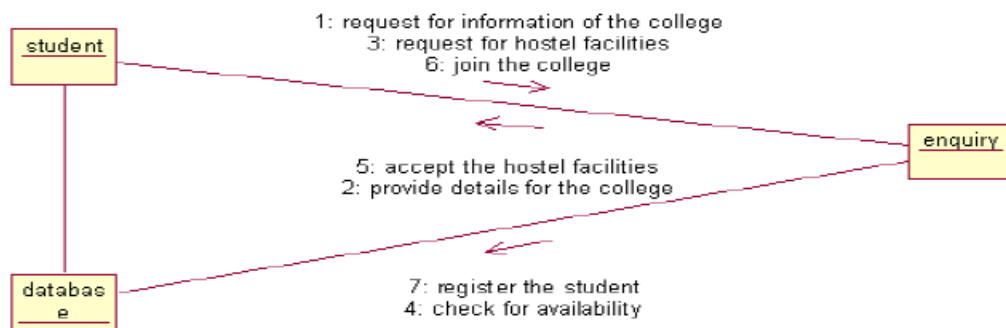 1: request for information of the college
3: request for hostel facilities
6: join the college
student
enquiry
5: accept the hostel facilities
2: provide details for the college
databas
e
7: register the student
4: check for availability